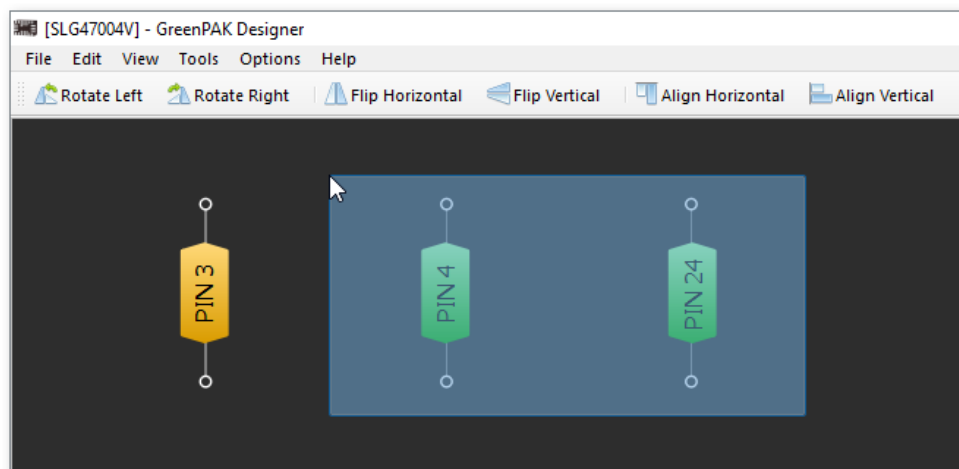 [SLG47004V] - GreenPAK Designer
File Edit View Tools Options Help
Rotate Left Rotate Right Flip Horizontal Flip Vertical Align Horizontal Align Vertical
PIN 3 PIN 4 PIN 24